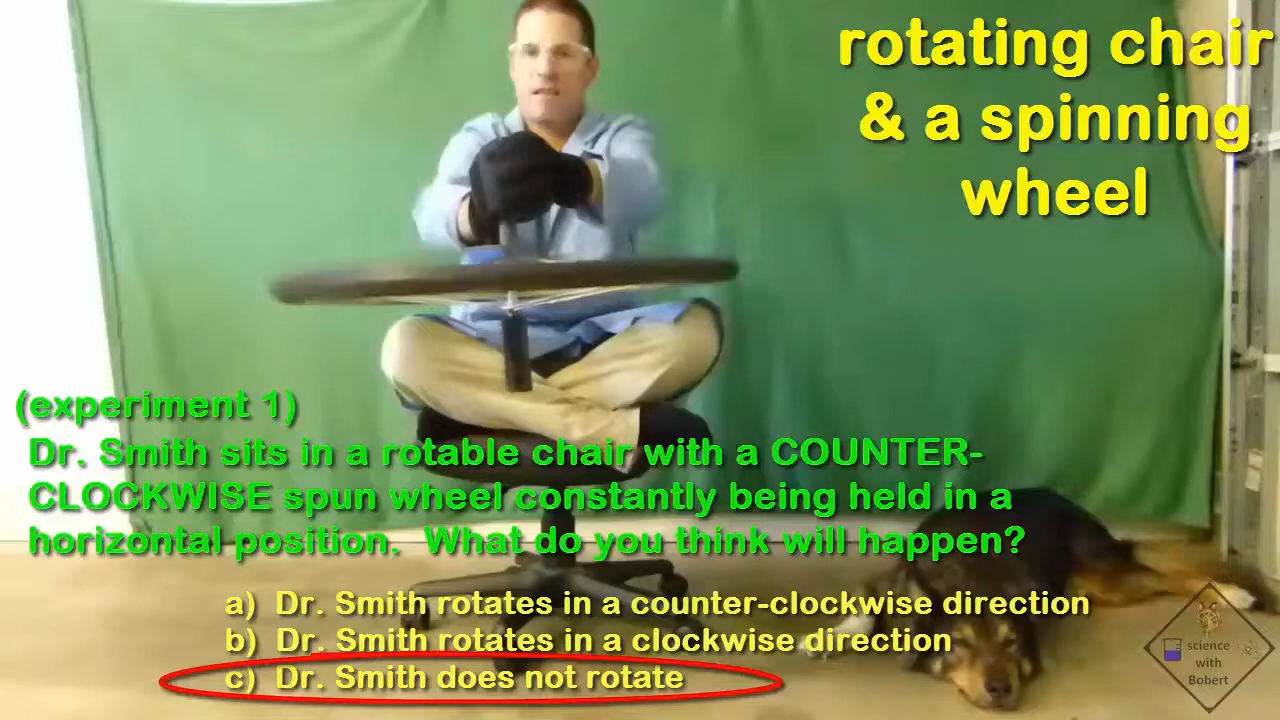 rotating chair
& a spinning
wheel
(experiment 1)
Dr. Smith sits in a rotable chair with a COUNTER-
CLOCKWISE spun wheel constantly being held in a
horizontal position.  What do you think will happen?
a)  Dr. Smith rotates in a counter-clockwise direction
b)  Dr. Smith rotates in a clockwise direction
c)  Dr. Smith does not rotate
science
with
Bobert